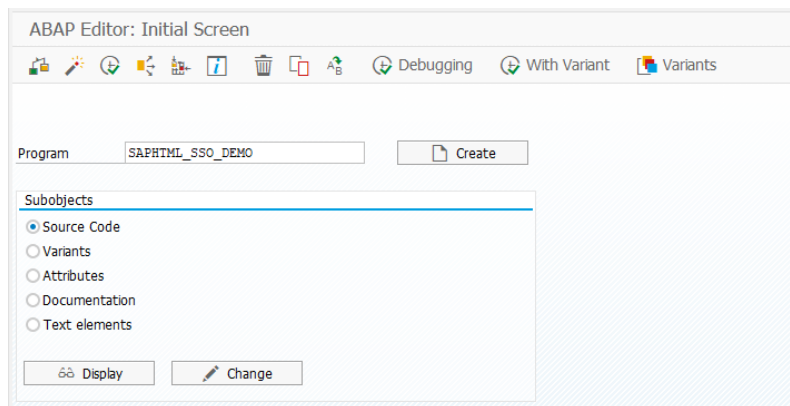 ABAP Editor: Initial Screen
Debugging With Variant Variants
Program SAPHTML_SSO_DEMO Create
Subobjects
Source Code
Variants
Attributes
Documentation
Text elements
Display Change